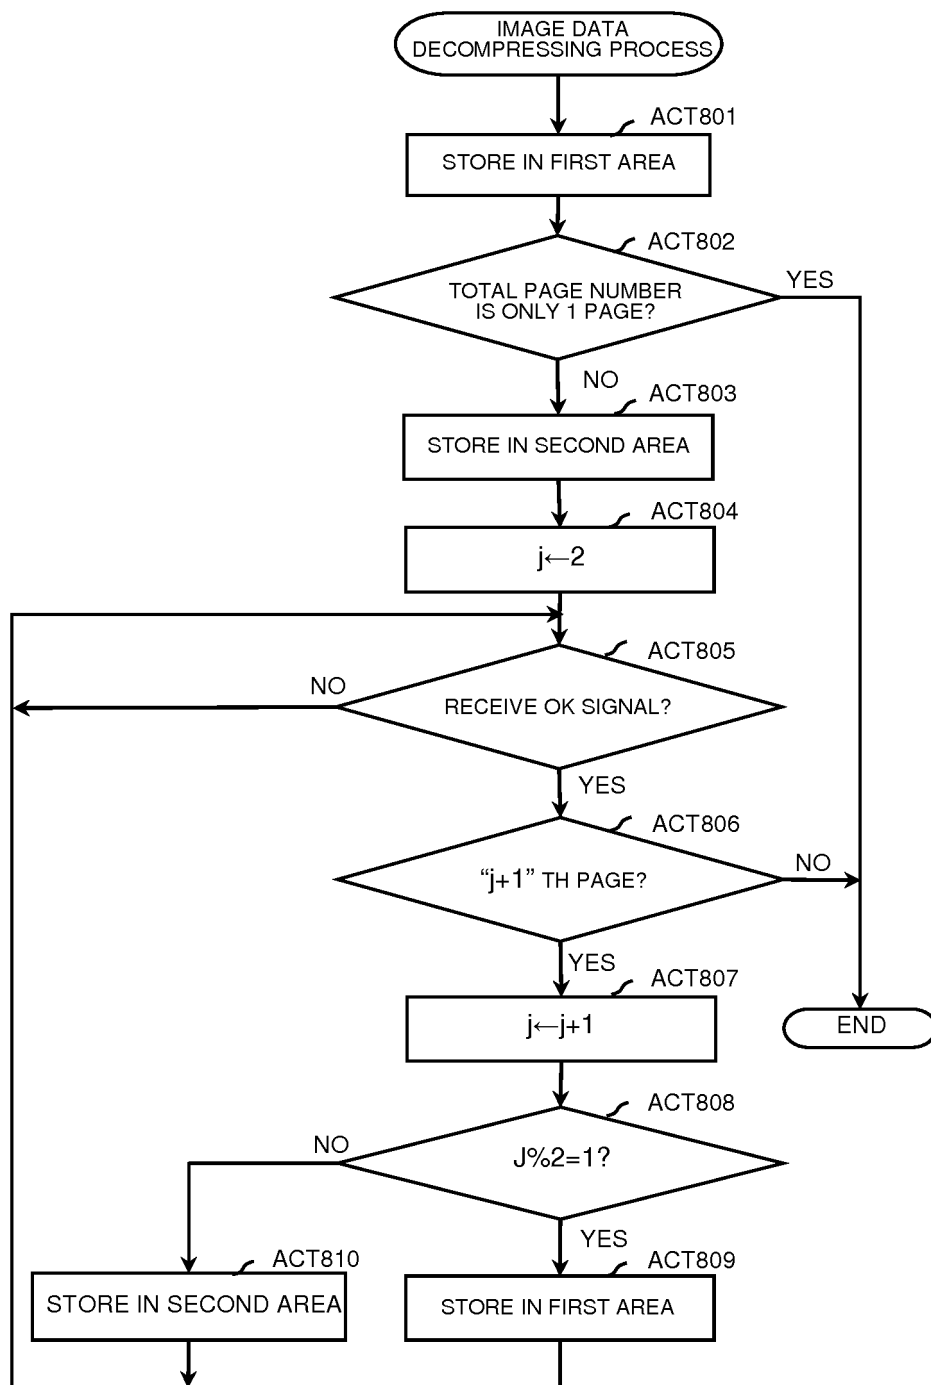 IMAGE DATA
DECOMPRESSING PROCESS
ACT801
STORE IN FIRST AREA
ACT802
YES
TOTAL PAGE NUMBER
IS ONLY 1 PAGE?
NO
ACT803
STORE IN SECOND AREA
ACT804
j←2
ACT805
NO
RECEIVE OK SIGNAL?
YES
ACT806
NO
“j+1” TH PAGE?
YES
ACT807
j←j+1
END
ACT808
NO
J%2=1?
YES
ACT810
ACT809
STORE IN SECOND AREA
STORE IN FIRST AREA